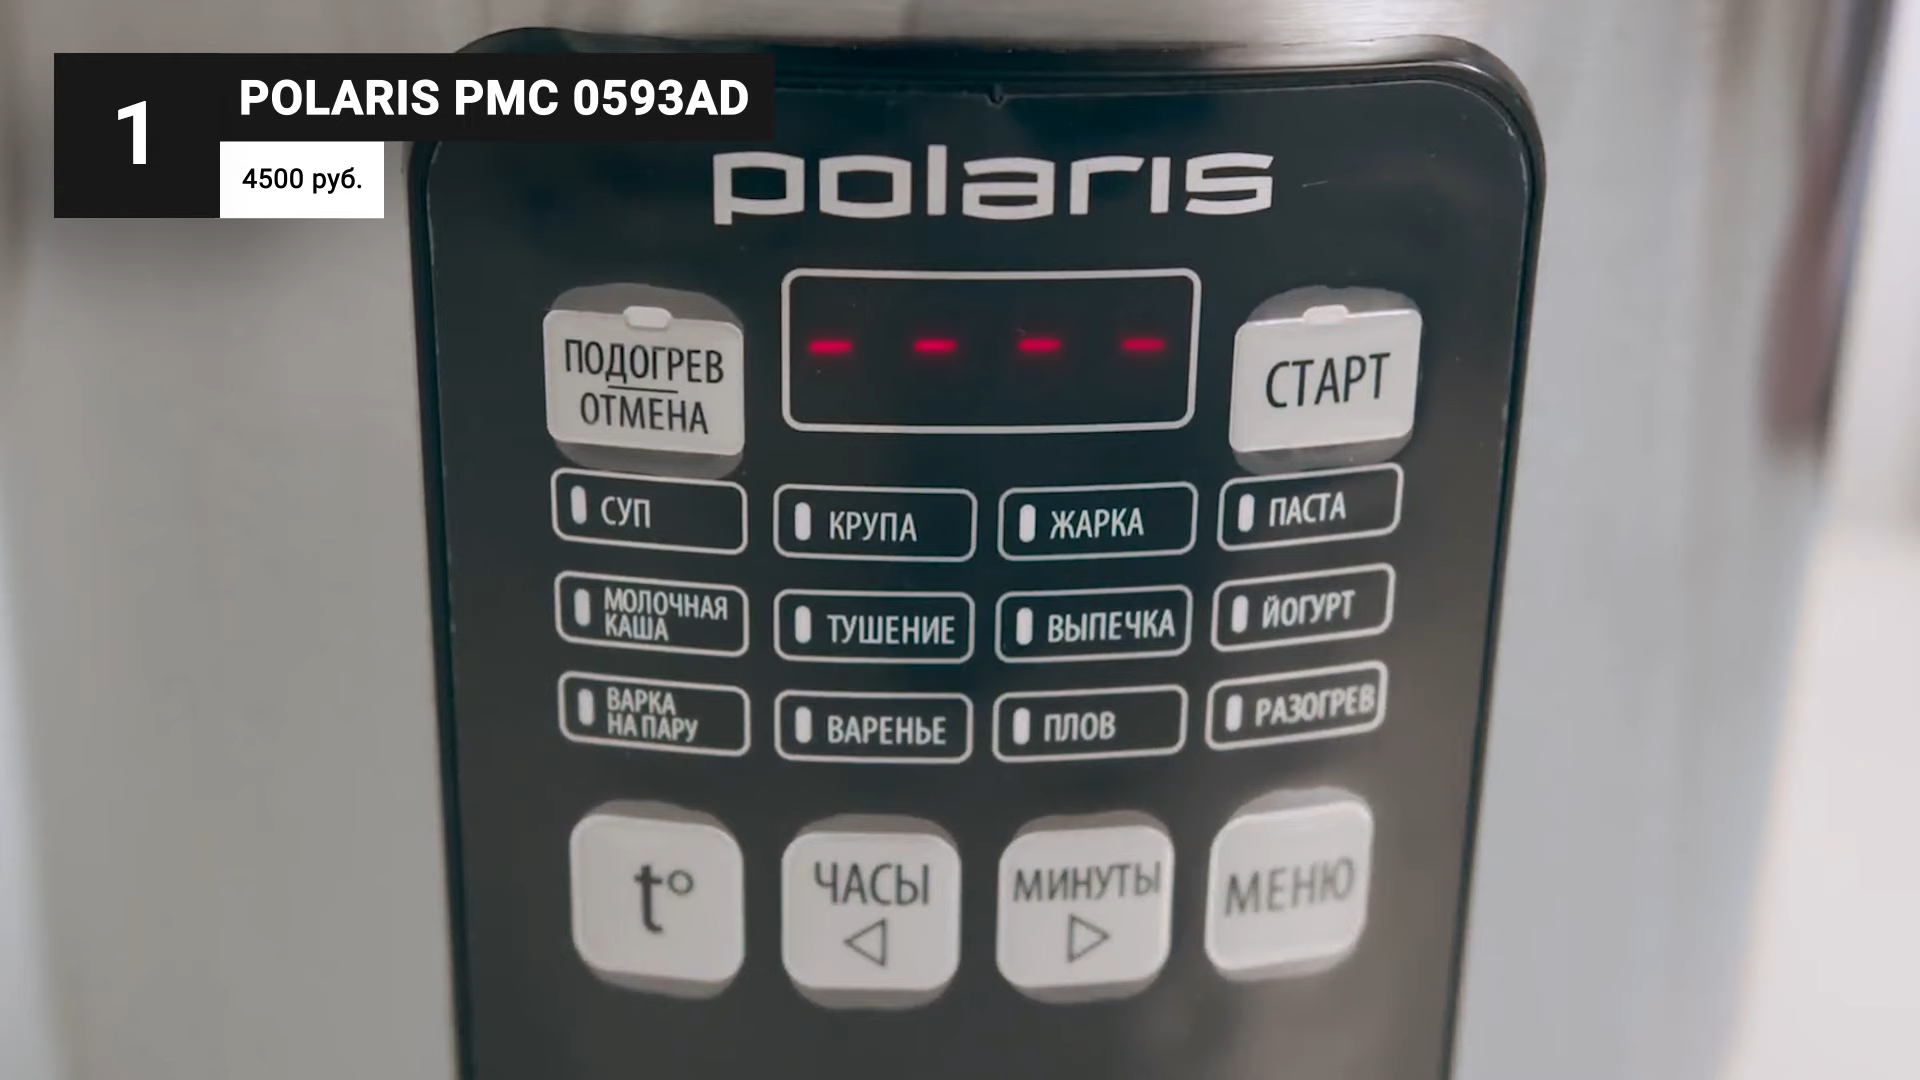 1
POLARIS PMC 0593AD
4500 руб.
polaris
ПОДОГРЕВ
ОТМЕНА
- - - -
СТАРТ
СУП
КРУПА
ЖАРКА
ПАСТА
МОЛОЧНАЯ
КАША
ТУШЕНИЕ
ВЫПЕЧКА
ЙОГУРТ
ВАРКА
НА ПАРУ
ВАРЕНЬЕ
ПЛОВ
РАЗОГРЕВ
t°
ЧАСЫ
МИНУТЫ
МЕНЮ